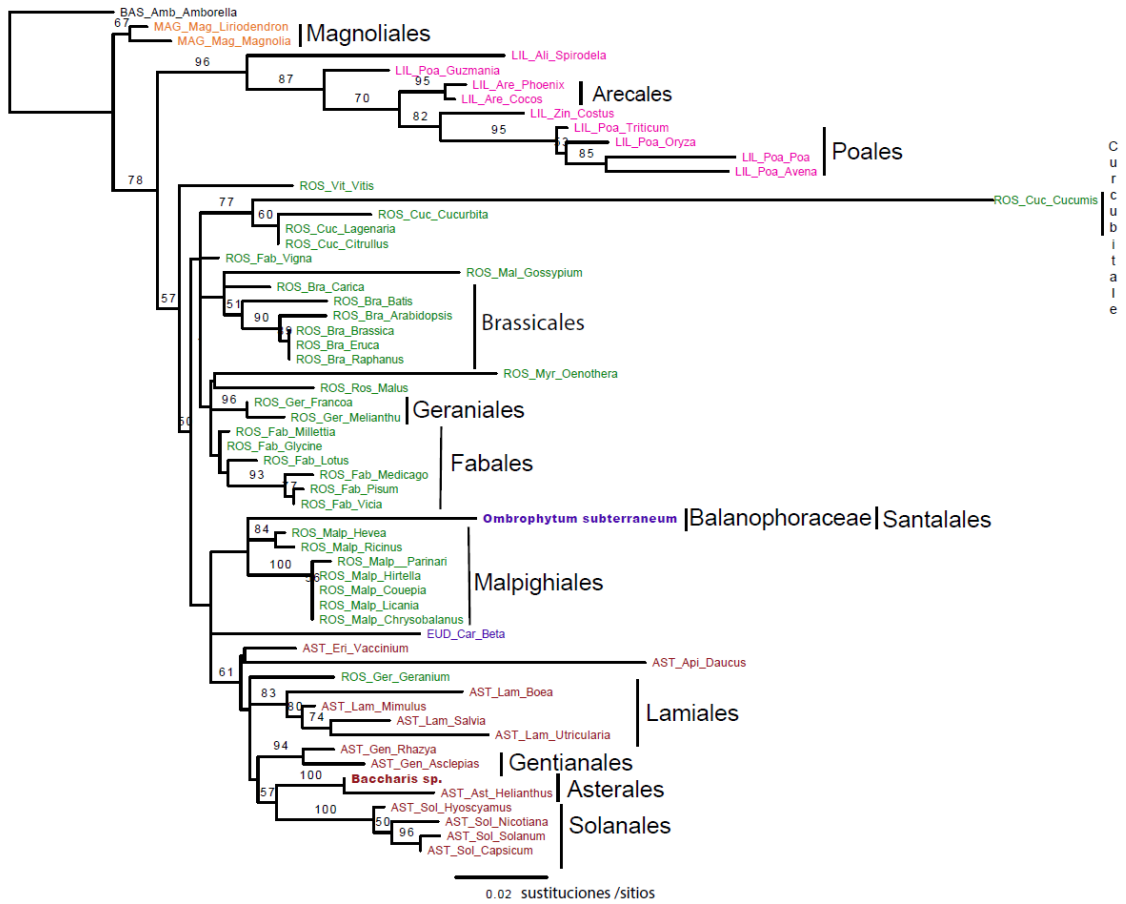 BAS_Amb_Amborella
67
MAG_Mag_Liriodendron
MAG_Mag_Magnolia
Magnoliales
96
LIL_Ali_Spirodela
87
LIL_Poa_Guzmania
95
LIL_Are_Phoenix
LIL_Are_Cocos
Arecales
70
82
LIL_Zin_Costus
95
LIL_Poa_Triticum
LIL_Poa_Oryza
85
LIL_Poa_Poa
LIL_Poa_Avena
Poales
78
ROS_Vit_Vitis
77
ROS_Cuc_Cucumis
60
ROS_Cuc_Cucurbita
ROS_Cuc_Lagenaria
ROS_Cuc_Citrullus
Curcubitale
ROS_Fab_Vigna
57
ROS_Mal_Gossypium
ROS_Bra_Carica
51
ROS_Bra_Batis
90
ROS_Bra_Arabidopsis
ROS_Bra_Brassica
ROS_Bra_Eruca
ROS_Bra_Raphanus
Brassicales
ROS_Myr_Oenothera
ROS_Ros_Malus
96
ROS_Ger_Francoa
ROS_Ger_Melianthu
Geraniales
50
ROS_Fab_Millettia
ROS_Fab_Glycine
ROS_Fab_Lotus
93
ROS_Fab_Medicago
77
ROS_Fab_Pisum
ROS_Fab_Vicia
Fabales
Ombrophytum subterraneum
Balanophoraceae
Santalales
84
ROS_Malp_Hevea
ROS_Malp_Ricinus
100
ROS_Malp__Parinari
ROS_Malp_Hirtella
ROS_Malp_Couepia
ROS_Malp_Licania
ROS_Malp_Chrysobalanus
Malpighiales
EUD_Car_Beta
AST_Eri_Vaccinium
61
AST_Api_Daucus
ROS_Ger_Geranium
83
AST_Lam_Boea
80
AST_Lam_Mimulus
74
AST_Lam_Salvia
AST_Lam_Utricularia
Lamiales
94
AST_Gen_Rhazya
AST_Gen_Asclepias
Gentianales
57
100
Baccharis sp.
AST_Ast_Helianthus
Asterales
100
AST_Sol_Hyoscyamus
50
AST_Sol_Nicotiana
96
AST_Sol_Solanum
AST_Sol_Capsicum
Solanales
0.02 sustituciones /sitios